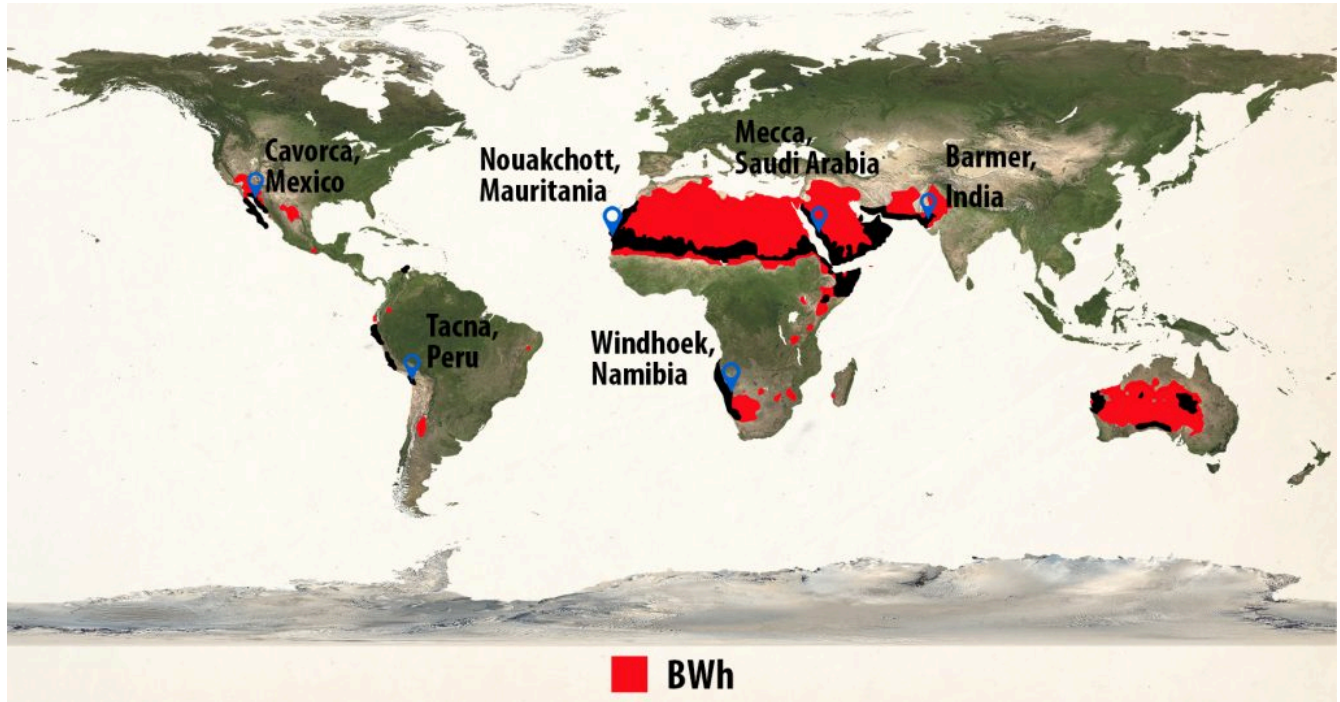 Cavorca,
Mexico
Nouakchott,
Mauritania
Mecca,
Saudi Arabia
Barmer,
India
Tacna,
Peru
Windhoek,
Namibia
BWh